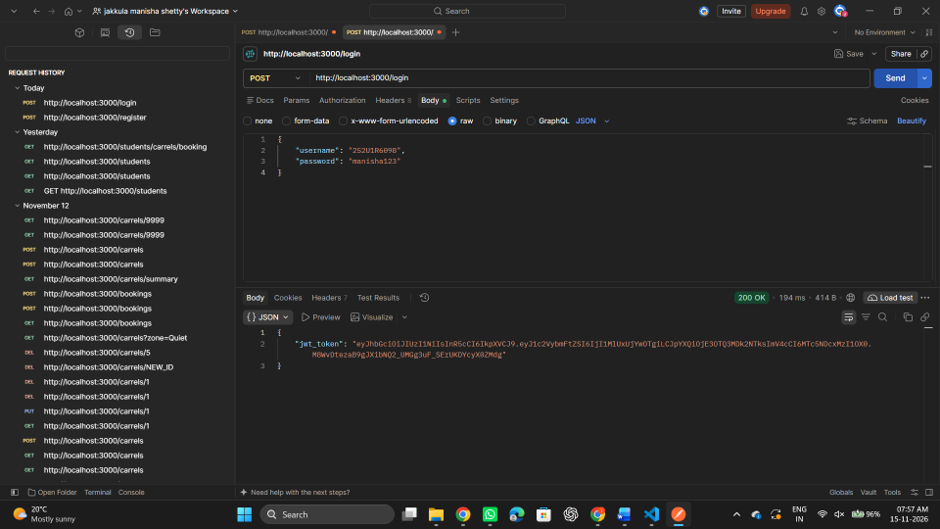 jakkula manisha shetty's Workspace
Search
Invite
Upgrade
POST http://localhost:3000/
POST http://localhost:3000/
No Environment
http://localhost:3000/login
Save
Share
POST
http://localhost:3000/login
Send
Docs
Params
Authorization
Headers 8
Body
Scripts
Settings
Cookies
none
form-data
x-www-form-urlencoded
raw
binary
GraphQL
JSON
Schema
Beautify
1 {
2 "username": "252U1R6098",
3 "password": "manisha123"
4 }
REQUEST HISTORY
Today
POST http://localhost:3000/login
POST http://localhost:3000/register
Yesterday
GET http://localhost:3000/students/carrels/booking
GET http://localhost:3000/students
GET http://localhost:3000/students
GET GET http://localhost:3000/students
November 12
GET http://localhost:3000/carrels/9999
GET http://localhost:3000/carrels/9999
POST http://localhost:3000/carrels
POST http://localhost:3000/carrels
GET http://localhost:3000/carrels/summary
POST http://localhost:3000/bookings
POST http://localhost:3000/bookings
GET http://localhost:3000/bookings
GET http://localhost:3000/carrels?zone=Quiet
DEL http://localhost:3000/carrels/5
DEL http://localhost:3000/carrels/NEW_ID
DEL http://localhost:3000/carrels/1
DEL http://localhost:3000/carrels/1
PUT http://localhost:3000/carrels/1
GET http://localhost:3000/carrels/1
POST http://localhost:3000/carrels
GET http://localhost:3000/carrels
GET http://localhost:3000/carrels
Body
Cookies
Headers 7
Test Results
200 OK
194 ms
414 B
Load test
{} JSON
Preview
Visualize
1 {
2 "jwt_token":
3 }
Open Folder
Terminal
Console
Need help with the next steps?
Globals
Vault
Tools
20°C
Mostly sunny
Search
ENG
IN
96%
07:57 AM
15-11-2026